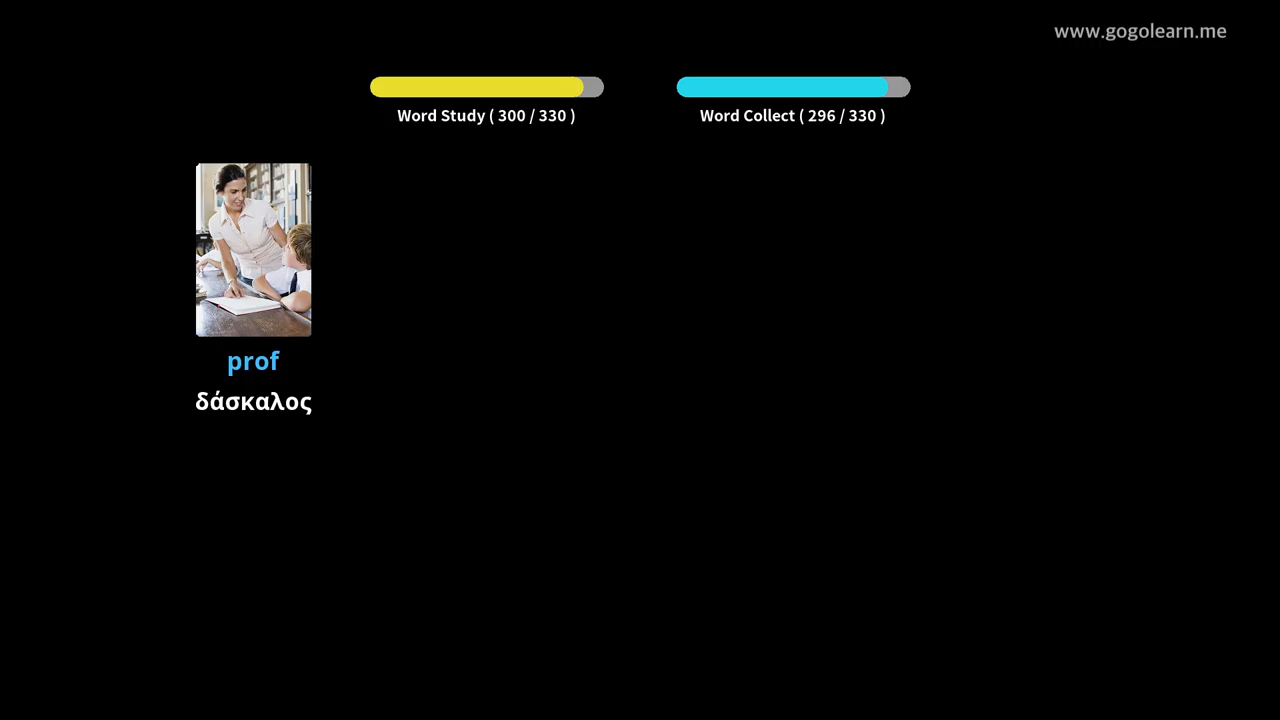 www.gogolearn.me
Word Study ( 300 / 330 )
Word Collect ( 296 / 330 )
prof
δάσκαλος